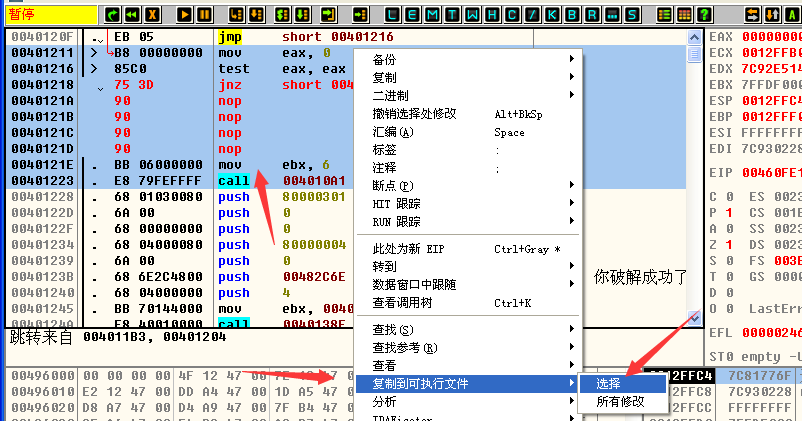 暂停
L E M T W H C / K B R ... S
?
0040120F . EB 05 jmp short 00401216
00401211 > B8 00000000 mov eax, 0
00401216 > 85C0 test eax, eax
00401218 75 3D jnz short 004
0040121A 90 nop
0040121B 90 nop
0040121C 90 nop
0040121D 90 nop
0040121E . BB 06000000 mov ebx, 6
00401223 . E8 79FEFFFF call 004010A1
00401228 . 68 01030080 push 80000301
0040122D . 6A 00 push 0
0040122F . 68 00000000 push 0
00401234 . 68 04000080 push 80000004
00401239 . 6A 00 push 0
0040123B . 68 6E2C4800 push 00482C6E
00401240 . 68 04000000 push 4
00401245 . BB 70144000 mov ebx, 0040
0040124A . E8 40010000 call 0040138F
你破解成功了
跳转来自 004011B3, 00401204
备份
复制
二进制
撤销选择处修改 Alt+BkSp
汇编(A) Space
标签 :
注释 ;
断点(P)
HIT 跟踪
RUN 跟踪
此处为新 EIP Ctrl+Gray *
转到
数据窗口中跟随
查看调用树 Ctrl+K
查找(S)
查找参考(R)
查看
复制到可执行文件
分析
选择
所有修改
EAX 00000000
ECX 0012FFB0
EDX 7C92E514
EBX 7FFDF000
ESP 0012FFC4
EBP 0012FFF0
ESI FFFFFFFF
EDI 7C930228
EIP 00460FE1
C 0 ES 0023
P 1 CS 001B
A 0 SS 0023
Z 1 DS 0023
S 0 FS 003B
T 0 GS 0000
D 0
O 0 LastErr
EFL 00000246
ST0 empty
00496000 00 00 00 00 4F 12 47 00
00496010 E2 12 47 00 DD A4 47 00 1D A5 47
00496020 D8 A7 47 00 D4 A9 47 00 7F B4 47
0012FFC4 7C81776F
7C930228
FFFFFFFF